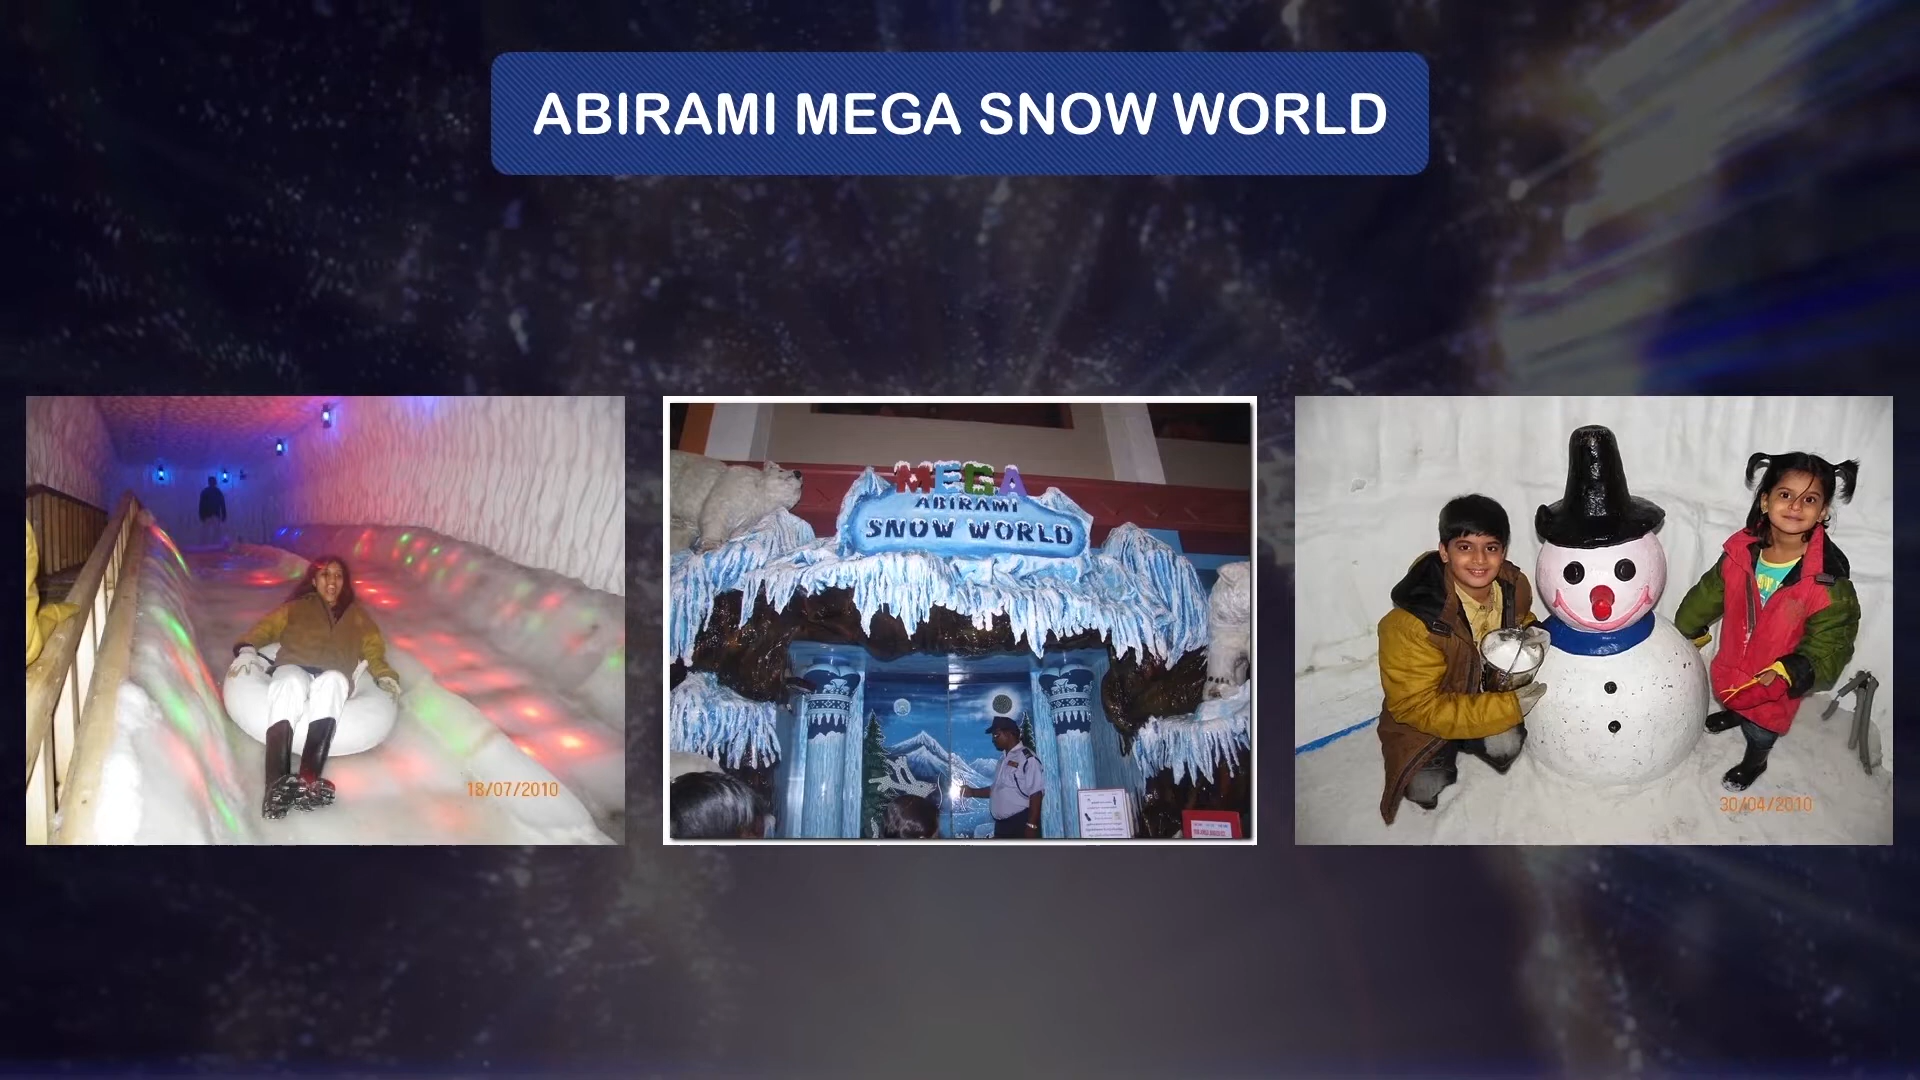 ABIRAMI MEGA SNOW WORLD
18/07/2010
MEGA
ABIRAMI
SNOW WORLD
30/04/2010